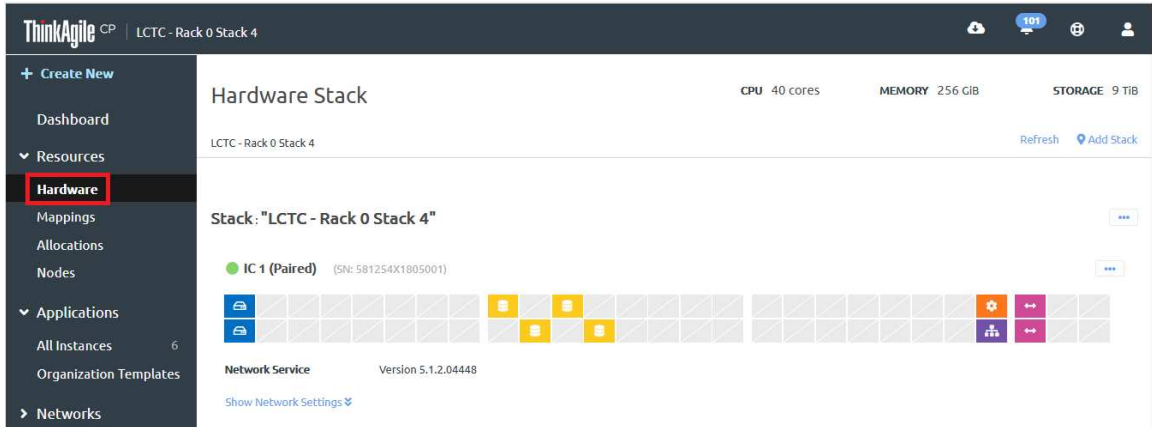 ThinkAgile CP | LCTC - Rack 0 Stack 4
101
+ Create New
Dashboard
Resources
Hardware
Mappings
Allocations
Nodes
Applications
All Instances 6
Organization Templates
Networks
Hardware Stack
CPU 40 cores MEMORY 256 GiB STORAGE 9 TiB
LCTC - Rack 0 Stack 4
Refresh Add Stack
Stack: "LCTC - Rack 0 Stack 4"
IC 1 (Paired) (SN: 581254X1805001)
Network Service Version 5.1.2.04448
Show Network Settings